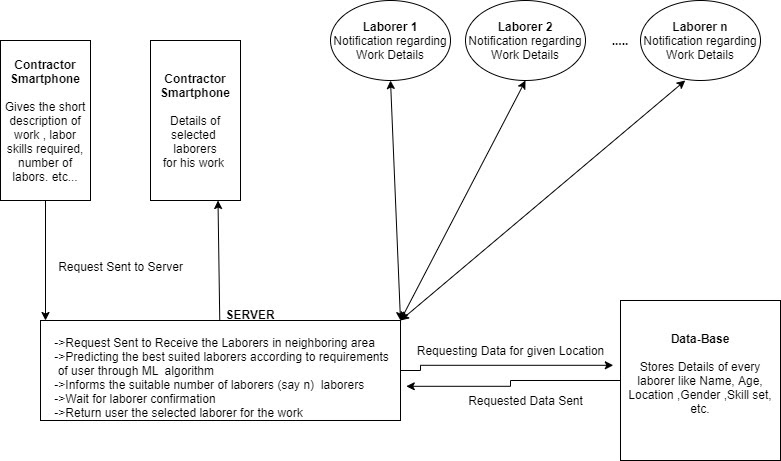 Laborer 1
Notification regarding
Work Details
Laborer 2
Notification regarding
Work Details
.....
Laborer n
Notification regarding
Work Details
Contractor
Smartphone
Gives the short
description of
work , labor
skills required,
number of
labors. etc...
Contractor
Smartphone
Details of
selected
laborers
for his work
Request Sent to Server
SERVER
->Request Sent to Receive the Laborers in neighboring area
->Predicting the best suited laborers according to requirements
of user through ML algorithm
->Informs the suitable number of laborers (say n) laborers
->Wait for laborer confirmation
->Return user the selected laborer for the work
Requesting Data for given Location
Requested Data Sent
Data-Base
Stores Details of every
laborer like Name, Age,
Location ,Gender ,Skill set,
etc.